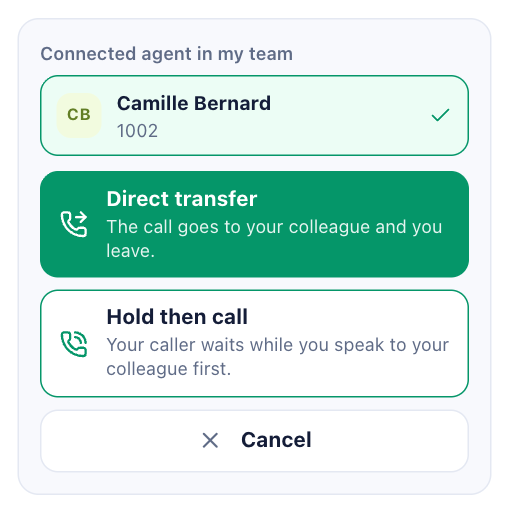 Connected agent in my team
CB
Camille Bernard
1002
Direct transfer
The call goes to your colleague and you
leave.
Hold then call
Your caller waits while you speak to your
colleague first.
Cancel